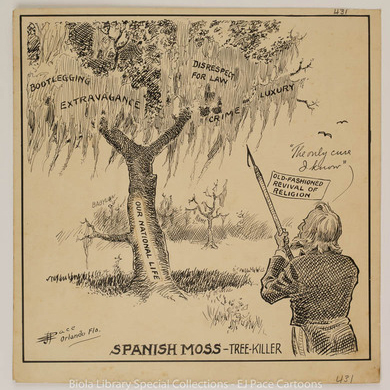 431
BOOTLEGGING
EXTRAVAGANCE
DISRESPECT
FOR LAW
CRIME
LUXURY
"The only cure
I know"
OLD-FASHIONED
REVIVAL OF
RELIGION
OUR NATIONAL LIFE
EJPace
Orlando, Fla.
SPANISH MOSS - TREE-KILLER
431
Biola Library Special Collections - EJ Pace Cartoons